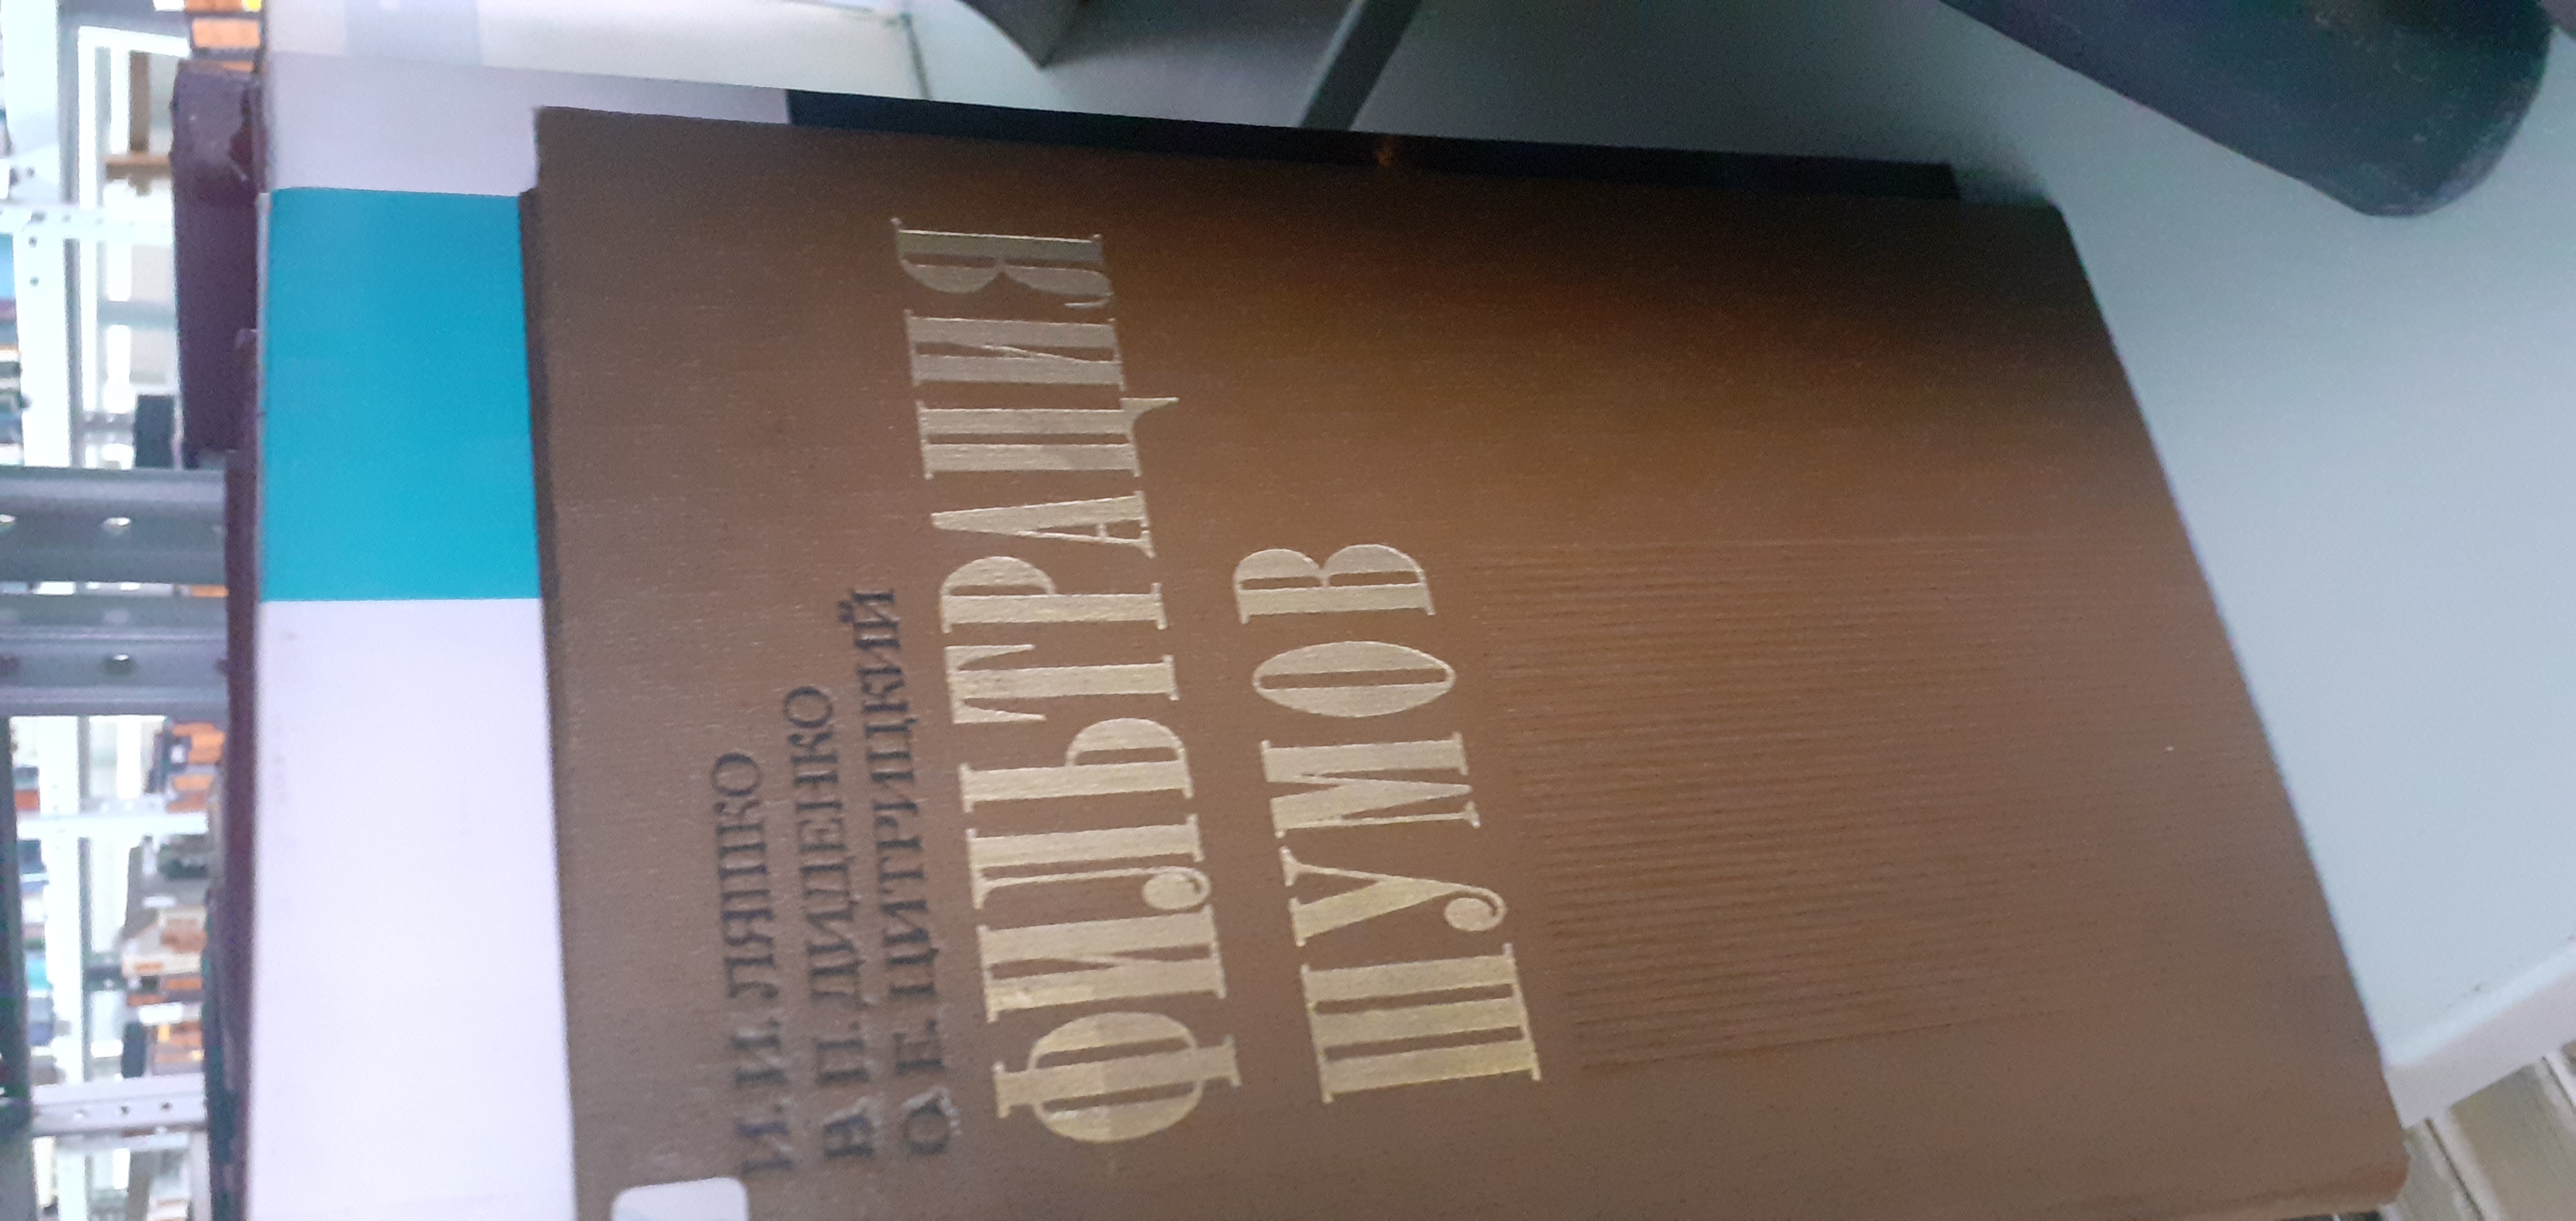 И. И. ЛЯШКО
В. П. ДИДЕНКО
О. Е. ЦИТРИЦКИЙ
ФИЛЬТРАЦИЯ
ШУМОВ